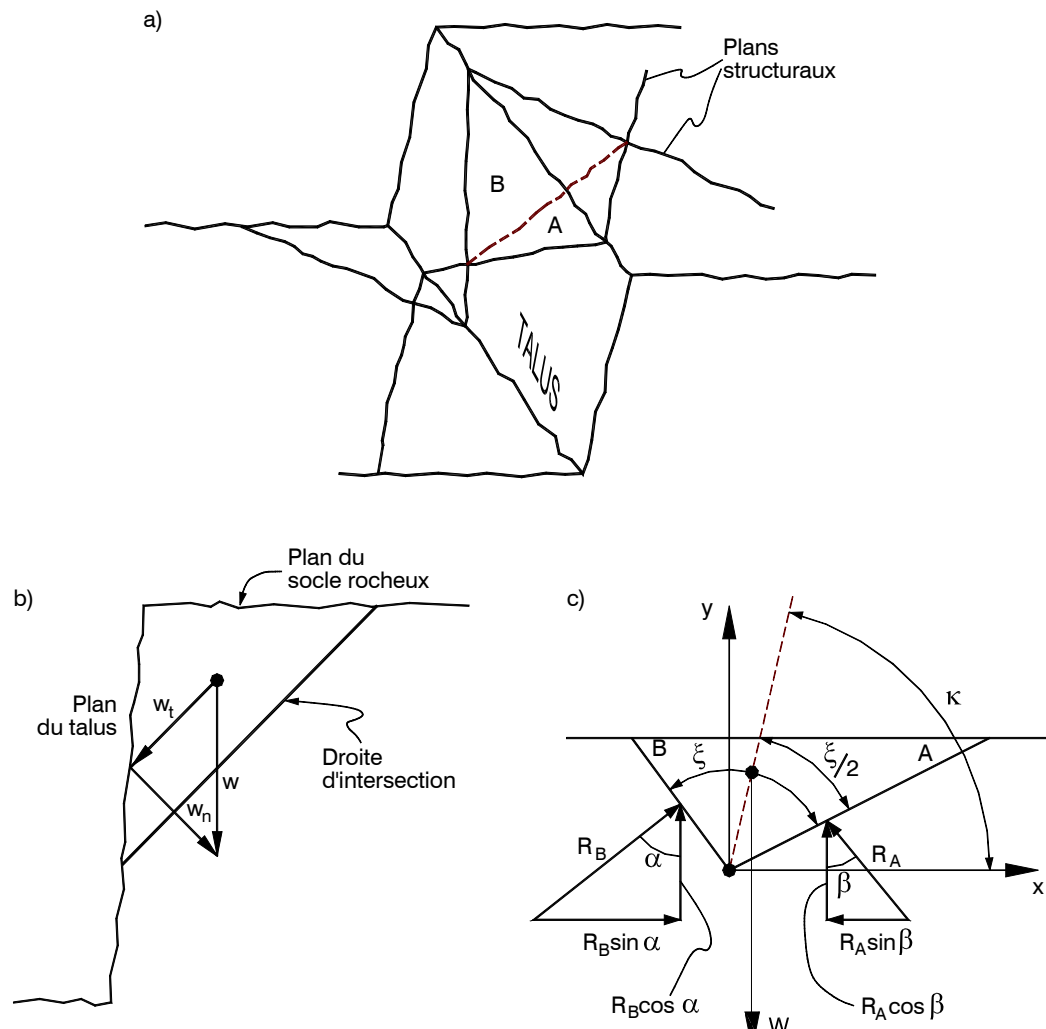 a)
Plans
structuraux
B
A
TALUS
b)
Plan du
socle rocheux
Plan
du talus
w_t
w
w_n
Droite
d'intersection
c)
y
κ
B
ξ
ξ/2
A
R_B
α
R_A
β
x
R_B sin α
R_A sin β
R_B cos α
W
R_A cos β